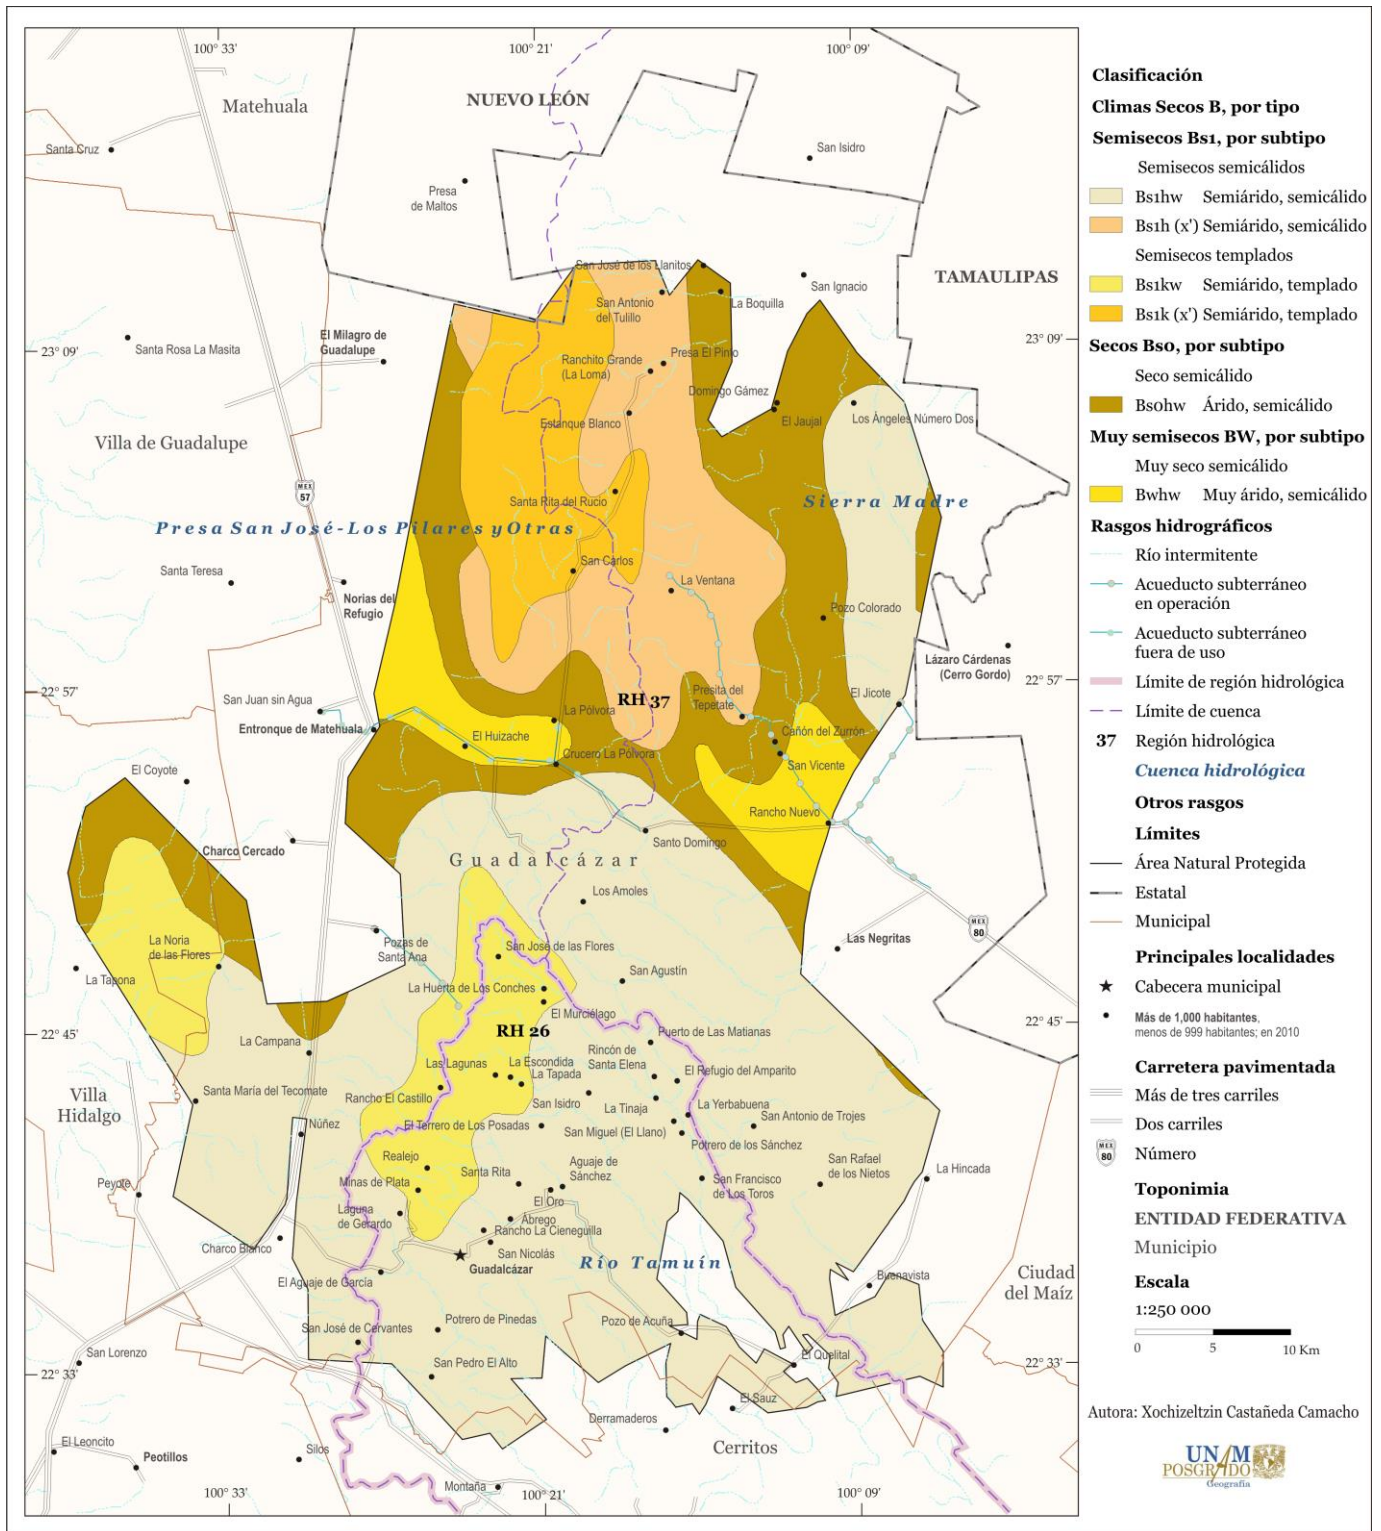 100° 33'
100° 21'
100° 09'
Matehuala
NUEVO LEÓN
Santa Cruz
San Isidro
Presa
de Maltos
TAMAULIPAS
San José de los Llanitos
San Ignacio
San Antonio
del Tulillo
La Boquilla
23° 09'
23° 09'
Santa Rosa La Masita
El Milagro de
Guadalupe
Ranchito Grande
(La Loma)
Presa El Pinto
Domingo Gámez
Estanque Blanco
El Jaujal
Los Ángeles Número Dos
Villa de Guadalupe
MEX
57
Santa Rita del Rucio
Sierra Madre
Presa San José-Los Pilares y Otras
San Carlos
Santa Teresa
La Ventana
Norias del
Refugio
Pozo Colorado
Lázaro Cárdenas
(Cerro Gordo)
22° 57'
22° 57'
San Juan sin Agua
RH 37
Presita del
Tepetate
El Jicote
La Pólvora
Entronque de Matehuala
El Huizache
Cañón del Zurrón
Crucero La Pólvora
San Vicente
El Coyote
Rancho Nuevo
Charco Cercado
Santo Domingo
Guadalcázar
Los Amoles
MEX
80
La Noria
de las Flores
Pozas de
Santa Ana
San José de las Flores
Las Negritas
La Tapona
San Agustín
La Huerta de Los Conches
El Murciélago
22° 45'
22° 45'
RH 26
Puerto de Las Matianas
La Campana
Rincón de
Santa Elena
Las Lagunas
La Escondida
La Tapada
El Refugio del Amparito
Villa
Hidalgo
Santa María del Tecomate
Rancho El Castillo
San Isidro
La Tinaja
La Yerbabuena
San Antonio de Trojes
Núñez
El Terrero de Los Posadas
San Miguel (El Llano)
Potrero de los Sánchez
Realejo
Santa Rita
Aguaje de
Sánchez
San Rafael
de los Nietos
La Hincada
Peyote
Minas de Plata
San Francisco
de Los Toros
El Oro
Laguna
de Gerardo
Abrego
Rancho La Cieneguilla
Charco Blanco
San Nicolás
Guadalcázar
Río Tamuín
El Aguaje de García
Buenavista
Ciudad
del Maíz
San José de Cervantes
Potrero de Pinedas
Pozo de Acuña
San Lorenzo
San Pedro El Alto
El Quelital
22° 33'
22° 33'
El Sauz
Derramaderos
El Leoncito
Peotillos
Silos
Cerritos
Montaña
100° 33'
100° 21'
100° 09'
Clasificación
Climas Secos B, por tipo
Semisecos Bs1, por subtipo
Semisecos semicálidos
Bs1hw Semiárido, semicálido
Bs1h (x') Semiárido, semicálido
Semisecos templados
Bs1kw Semiárido, templado
Bs1k (x') Semiárido, templado
Secos Bs0, por subtipo
Seco semicálido
Bs0hw Árido, semicálido
Muy semisecos BW, por subtipo
Muy seco semicálido
Bwhw Muy árido, semicálido
Rasgos hidrográficos
Río intermitente
Acueducto subterráneo
en operación
Acueducto subterráneo
fuera de uso
Límite de región hidrológica
Límite de cuenca
37 Región hidrológica
Cuenca hidrológica
Otros rasgos
Límites
Área Natural Protegida
Estatal
Municipal
Principales localidades
Cabecera municipal
Más de 1,000 habitantes,
menos de 999 habitantes; en 2010
Carretera pavimentada
Más de tres carriles
Dos carriles
MEX
80
Número
Toponimia
ENTIDAD FEDERATIVA
Municipio
Escala
1:250 000
0 5 10 Km
Autora: Xochizeltzin Castañeda Camacho
UNAM
POSGRADO
Geografía